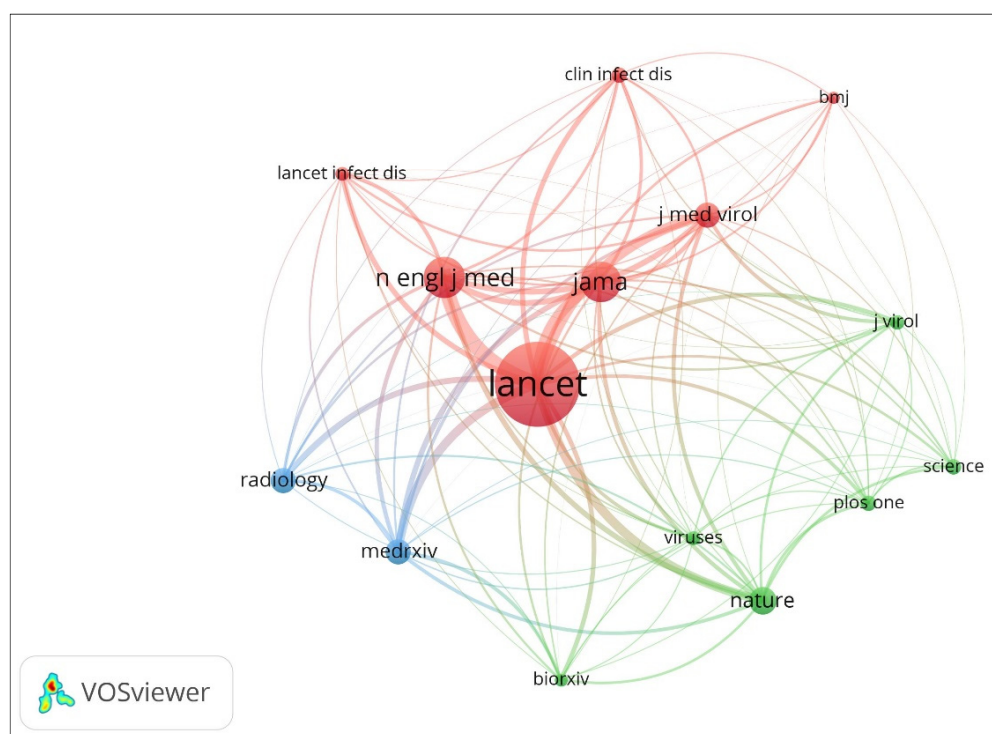 clin infect dis
bmj
lancet infect dis
j med virol
n engl j med
jama
j virol
lancet
science
radiology
plos one
viruses
medrxiv
nature
biorxiv
VOSviewer